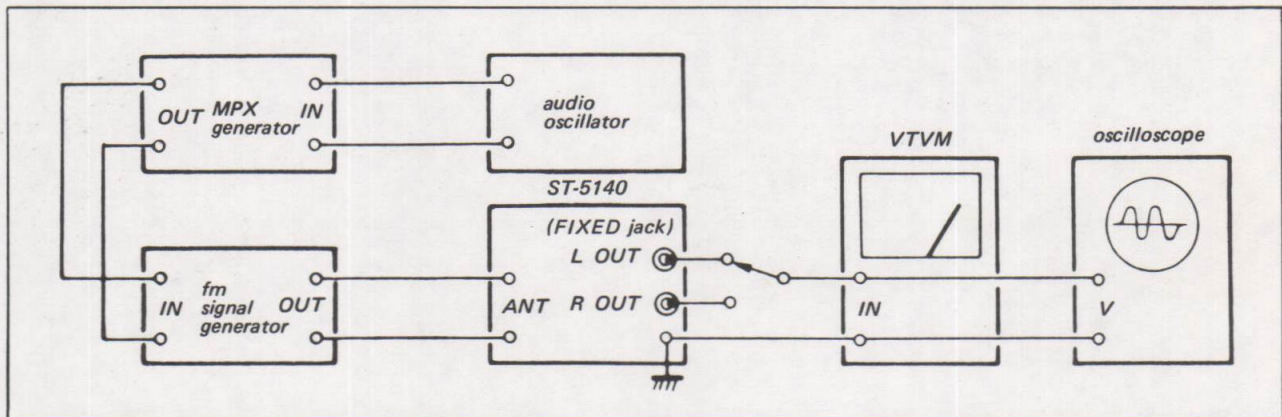 OUT MPX IN
generator
audio
oscillator
ST-5140
(FIXED jack)
L OUT
ANT R OUT
IN fm OUT
signal
generator
VTVM
IN
oscilloscope
V